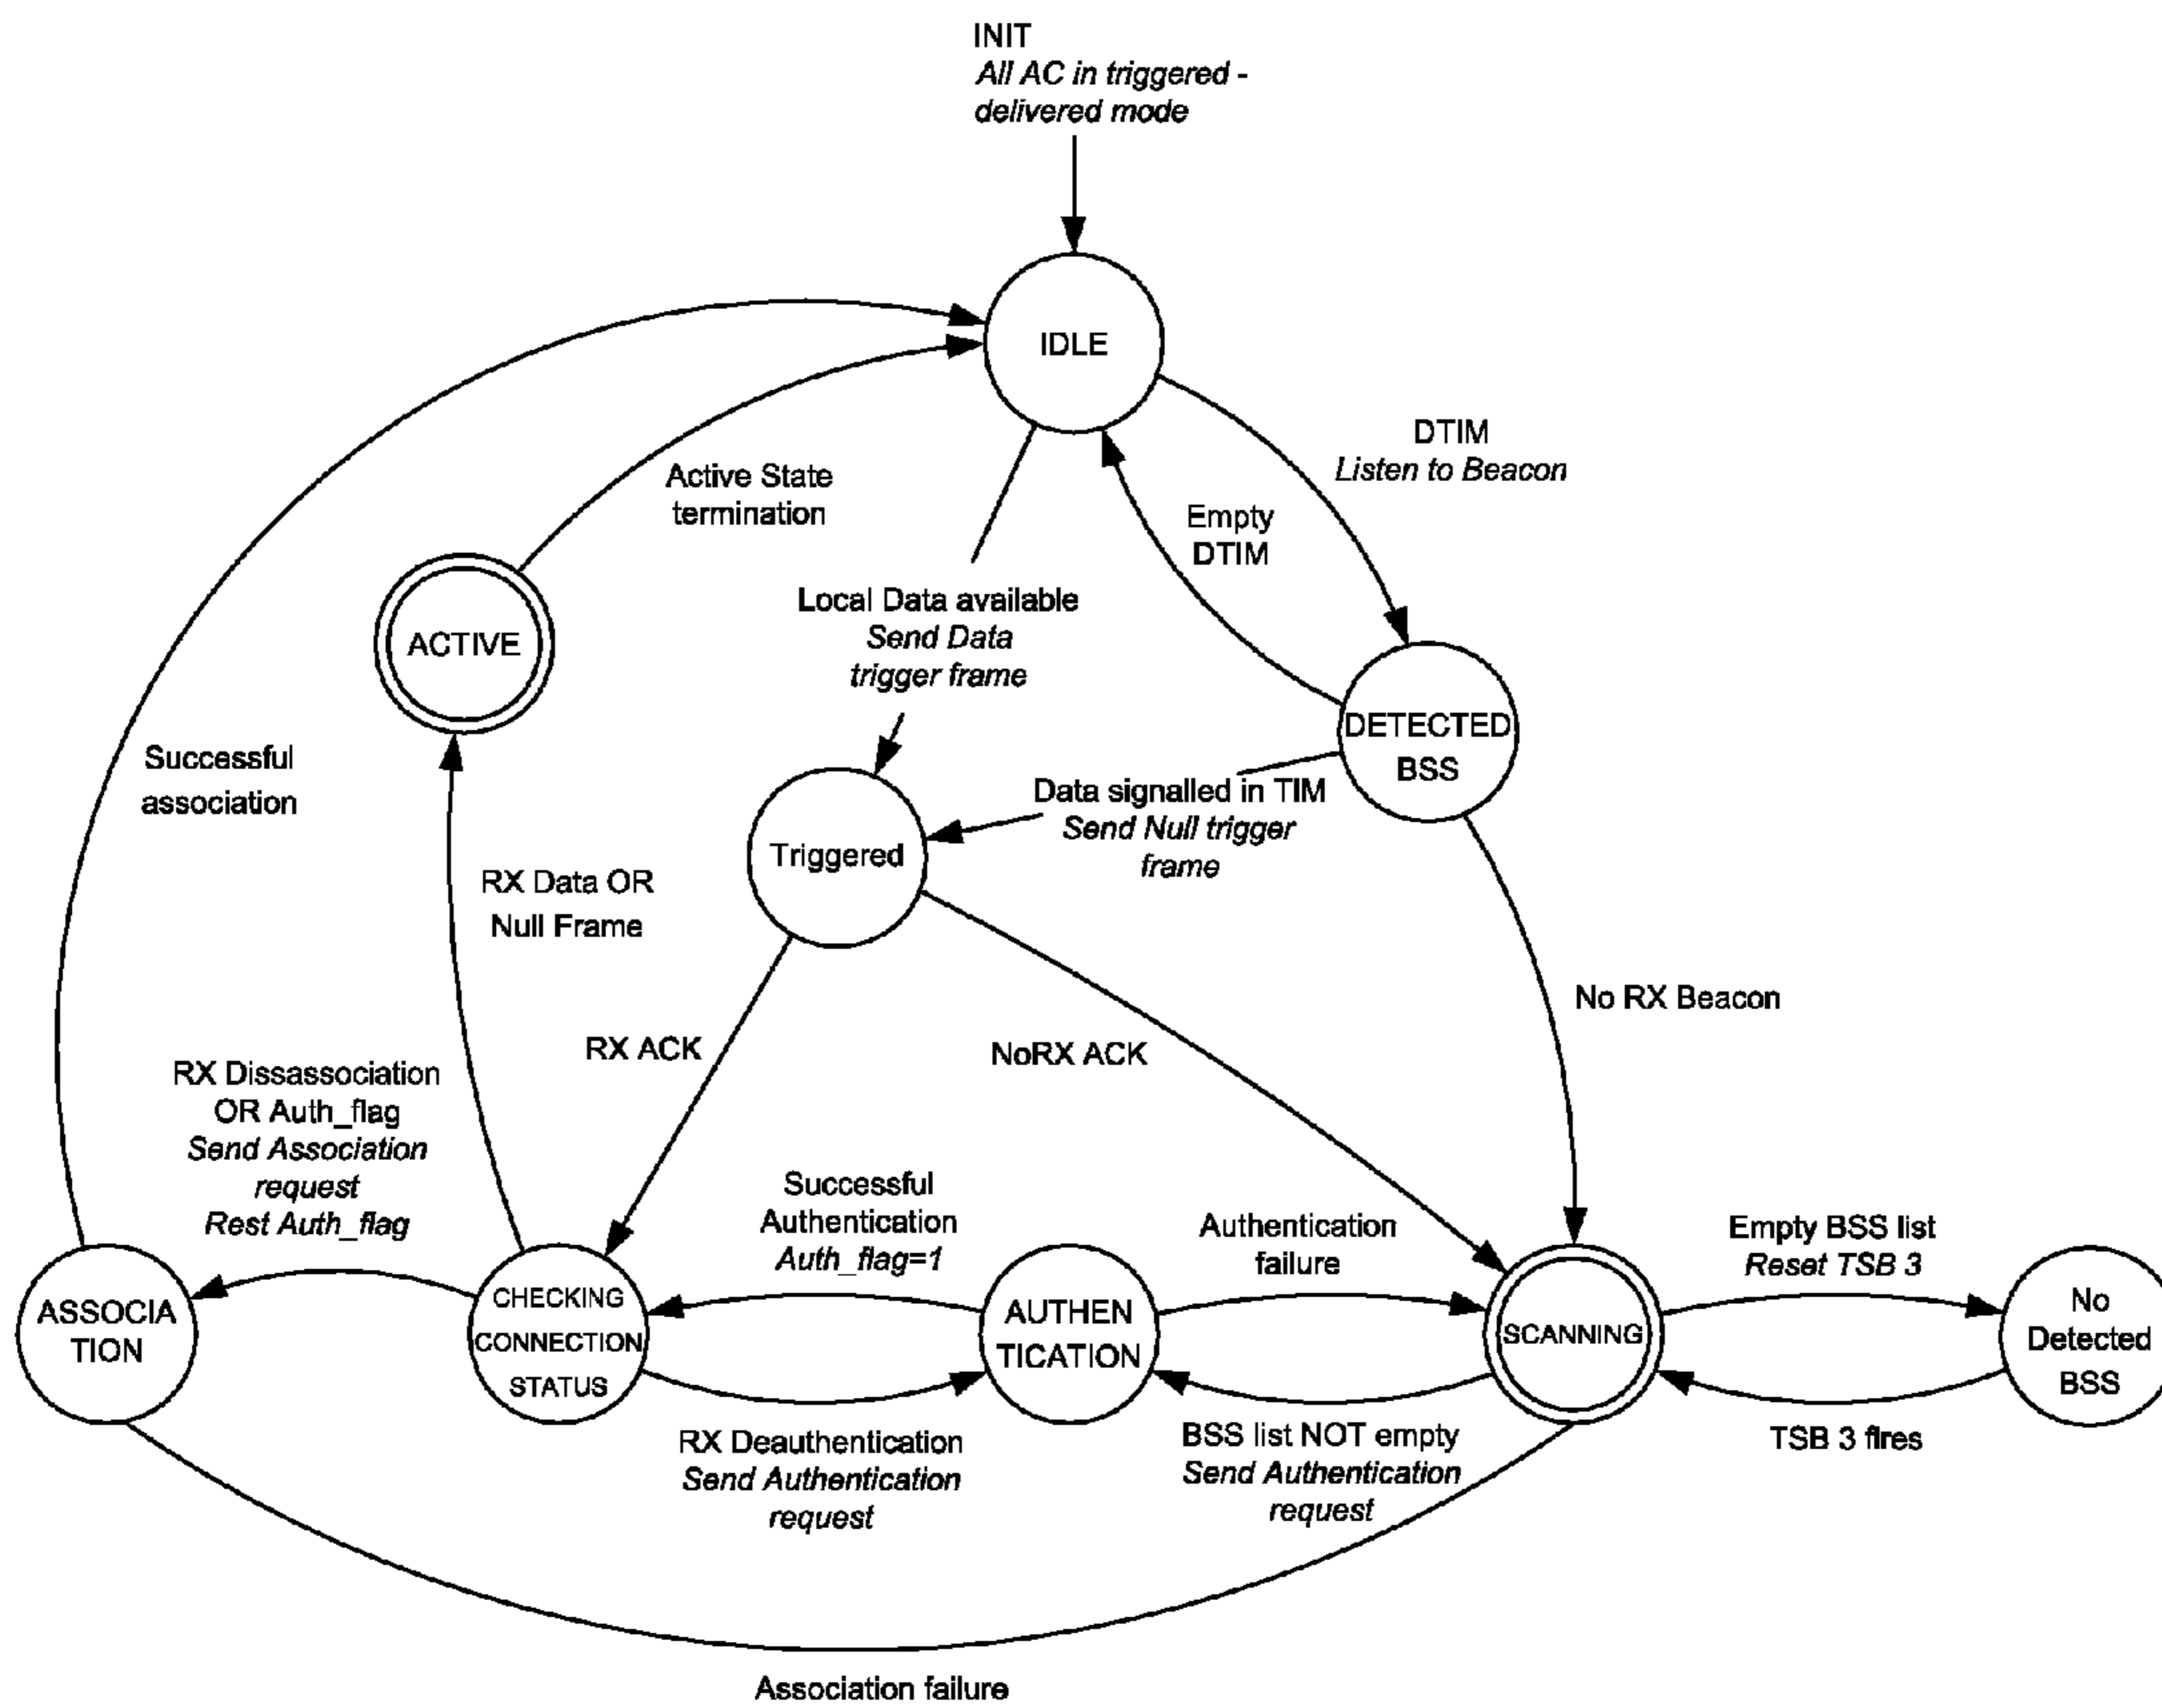 INIT
All AC in triggered -
delivered mode
IDLE
DTIM
Listen to Beacon
Active State
termination
Empty
DTIM
Local Data available
Send Data
trigger frame
ACTIVE
DETECTED
BSS
Successful
association
Data signalled in TIM
Send Null trigger
frame
Triggered
RX Data OR
Null Frame
No RX Beacon
RX ACK
NoRX ACK
RX Dissassociation
OR Auth_flag
Send Association
request
Rest Auth_flag
Successful
Authentication
Auth_flag=1
Authentication
failure
Empty BSS list
Reset TSB 3
ASSOCIA
TION
CHECKING
CONNECTION
STATUS
AUTHEN
TICATION
SCANNING
No
Detected
BSS
RX Deauthentication
Send Authentication
request
BSS list NOT empty
Send Authentication
request
TSB 3 fires
Association failure